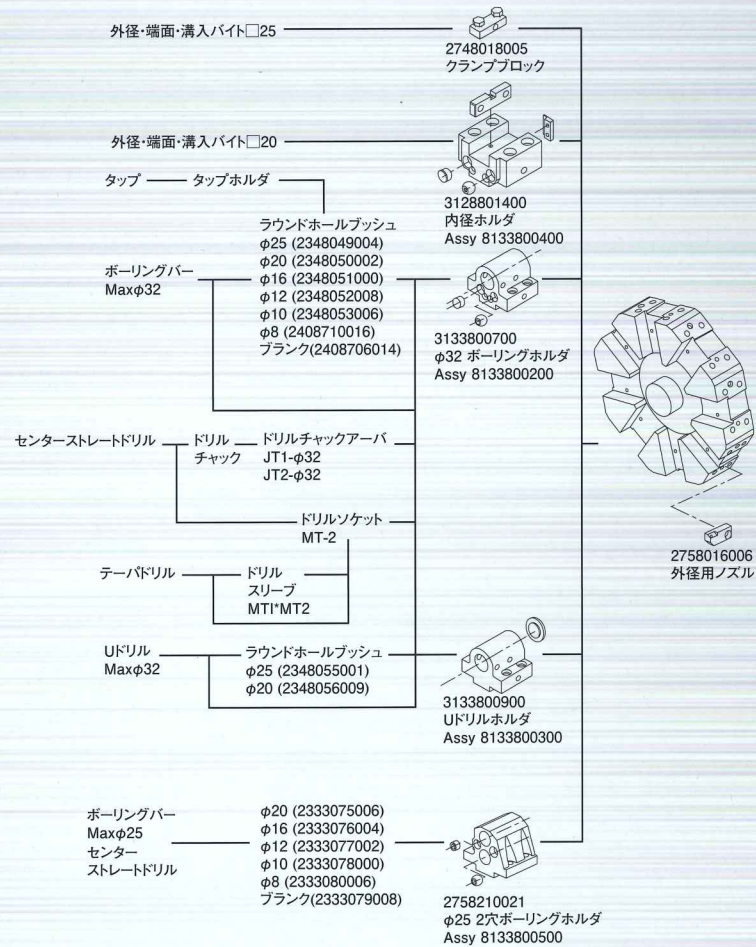 外径・端面・溝入バイト□25
2748018005
クランプブロック
外径・端面・溝入バイト□20
3128801400
内径ホルダ
Assy 8133800400
タップ
タップホルダ
ボーリングバー
Maxφ32
ラウンドホールブッシュ
φ25 (2348049004)
φ20 (2348050002)
φ16 (2348051000)
φ12 (2348052008)
φ10 (2348053006)
φ8 (2408710016)
ブランク(2408706014)
3133800700
φ32 ボーリングホルダ
Assy 8133800200
センターストレートドリル
ドリル
チャック
ドリルチャックアーバ
JT1-φ32
JT2-φ32
ドリルソケット
MT-2
2758016006
外径用ノズル
テーパドリル
ドリル
スリーブ
MTI*MT2
Uドリル
Maxφ32
ラウンドホールブッシュ
φ25 (2348055001)
φ20 (2348056009)
3133800900
Uドリルホルダ
Assy 8133800300
ボーリングバー
Maxφ25
センター
ストレートドリル
φ20 (2333075006)
φ16 (2333076004)
φ12 (2333077002)
φ10 (2333078000)
φ8 (2333080006)
ブランク(2333079008)
2758210021
φ25 2穴ボーリングホルダ
Assy 8133800500